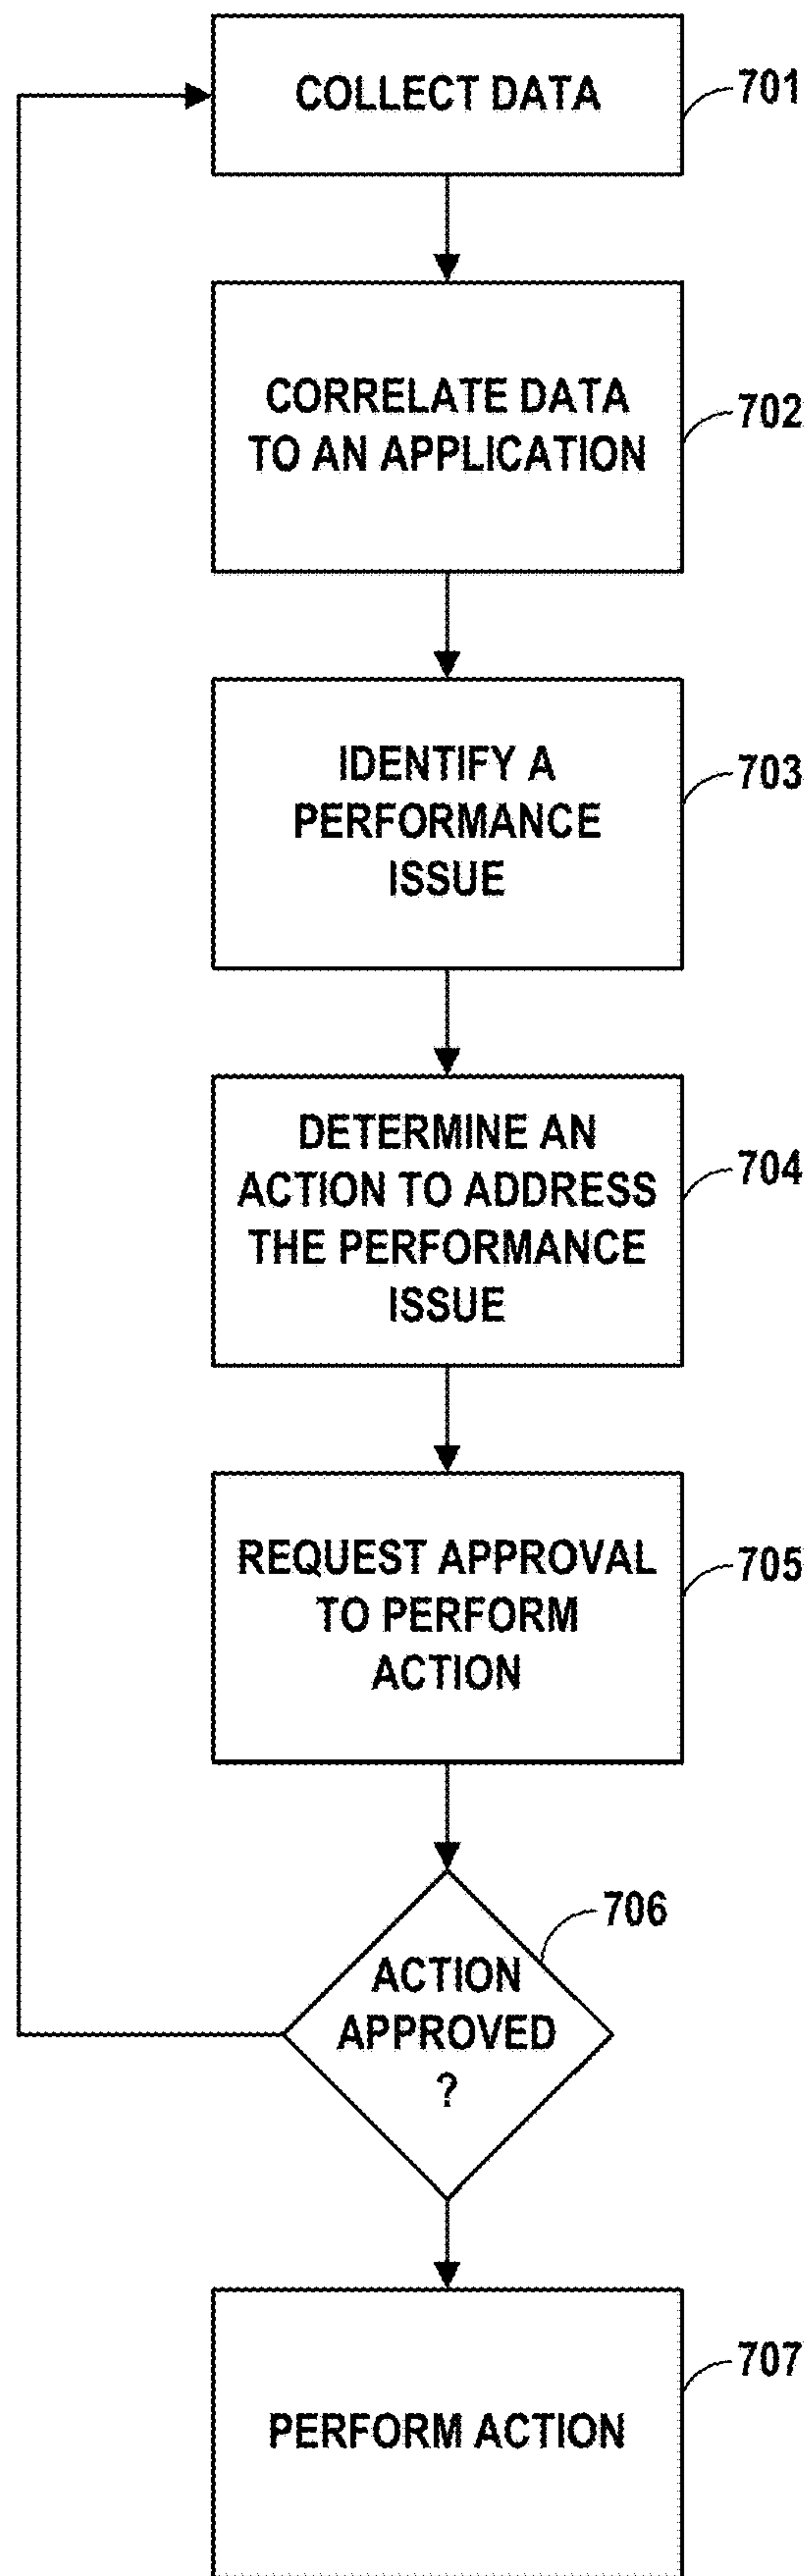 COLLECT DATA
701
CORRELATE DATA
TO AN APPLICATION
702
IDENTIFY A
PERFORMANCE
ISSUE
703
DETERMINE AN
ACTION TO ADDRESS
THE PERFORMANCE
ISSUE
704
REQUEST APPROVAL
TO PERFORM
ACTION
705
706
ACTION
APPROVED
?
707
PERFORM ACTION